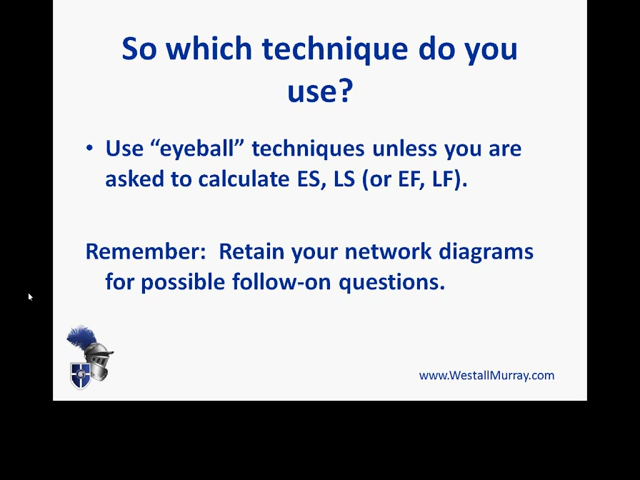 So which technique do you
use?
• Use “eyeball” techniques unless you are
asked to calculate ES, LS (or EF, LF).
Remember: Retain your network diagrams
for possible follow-on questions.
www.WestallMurray.com